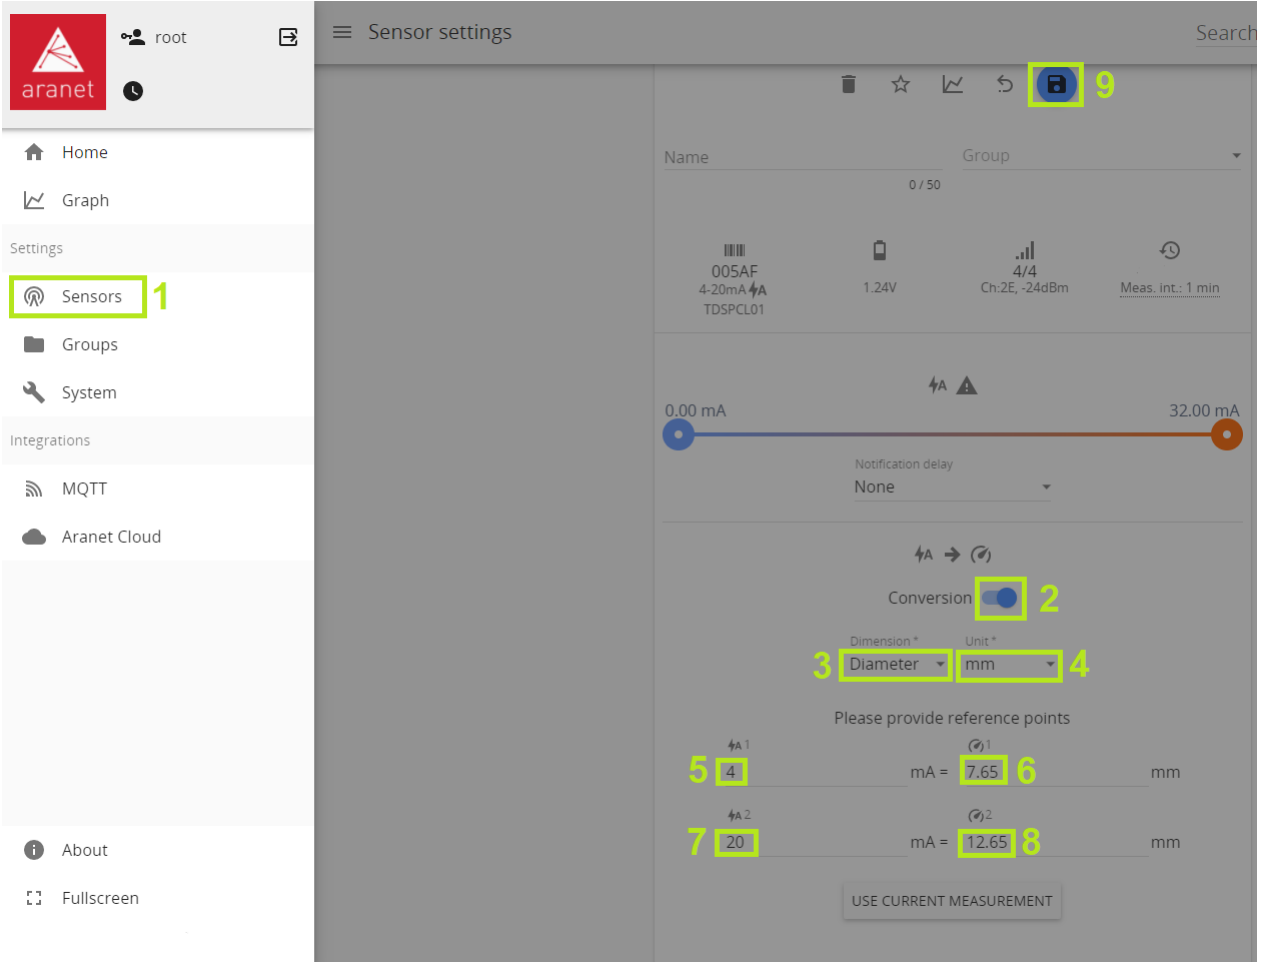 aranet
root
Home
Graph
Settings
Sensors 1
Groups
System
Integrations
MQTT
Aranet Cloud
About
Fullscreen
Sensor settings
Search
9
Name
Group
0 / 50
005AF
4-20mA A
TDSPCL01
1.24V
4/4
Ch:2E, -24dBm
Meas. int.: 1 min
A
0.00 mA
32.00 mA
Notification delay
None
A
Conversion 2
Dimension * Unit *
3 Diameter mm 4
Please provide reference points
A 1 1
5 4 mA = 7.65 6 mm
A 2 2
7 20 mA = 12.65 8 mm
USE CURRENT MEASUREMENT